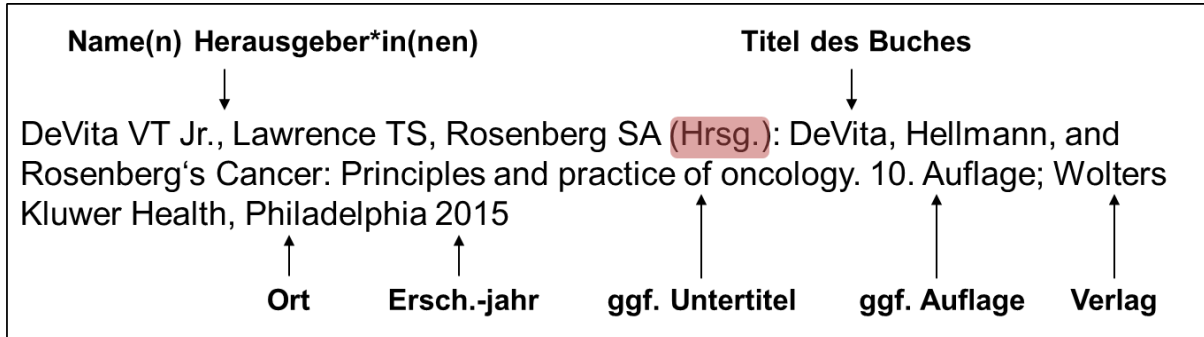 Name(n) Herausgeber*in(nen) Titel des Buches
DeVita VT Jr., Lawrence TS, Rosenberg SA (Hrsg.): DeVita, Hellmann, and
Rosenberg‘s Cancer: Principles and practice of oncology. 10. Auflage; Wolters
Kluwer Health, Philadelphia 2015
Ort Ersch.-jahr ggf. Untertitel ggf. Auflage Verlag